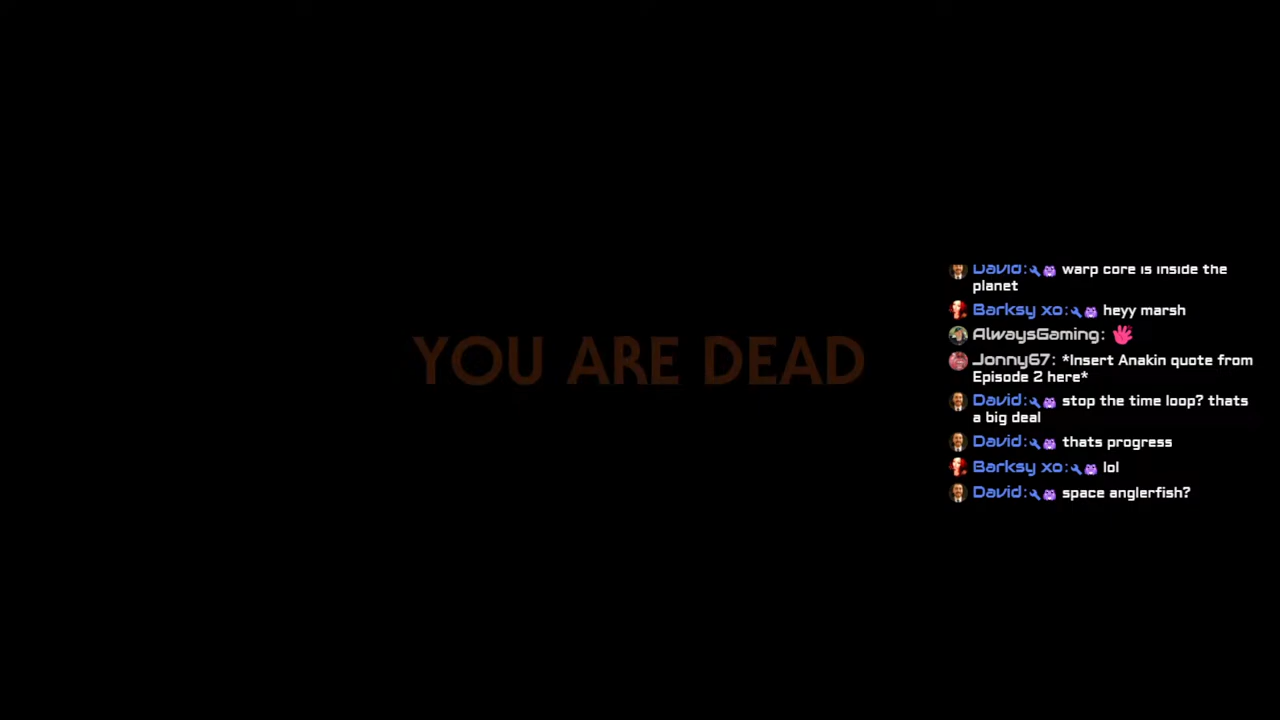 David: warp core is inside the
planet
Barksy xo: heyy marsh
AlwaysGaming:
YOU ARE DEAD
Jonny67: *Insert Anakin quote from
Episode 2 here*
David: stop the time loop? thats
a big deal
David: thats progress
Barksy xo: lol
David: space anglerfish?